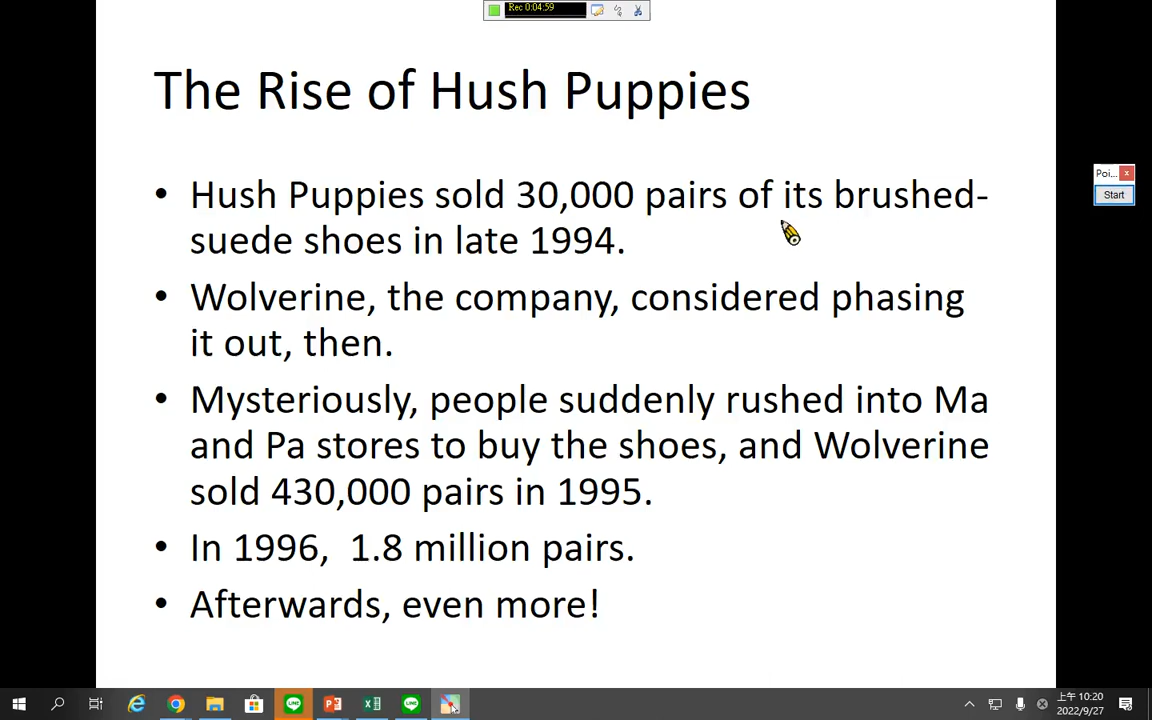 Rec 0:04:59
The Rise of Hush Puppies
Poi...
Start
• Hush Puppies sold 30,000 pairs of its brushed-
suede shoes in late 1994.
• Wolverine, the company, considered phasing
it out, then.
• Mysteriously, people suddenly rushed into Ma
and Pa stores to buy the shoes, and Wolverine
sold 430,000 pairs in 1995.
• In 1996,  1.8 million pairs.
• Afterwards, even more!
上午 10:20
2022/9/27